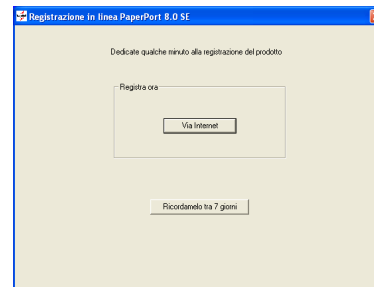 Registrazione in linea PaperPort 8.0 SE
Dedicate qualche minuto alla registrazione del prodotto
Registra ora
Via Internet
Ricordamelo tra 7 giorni